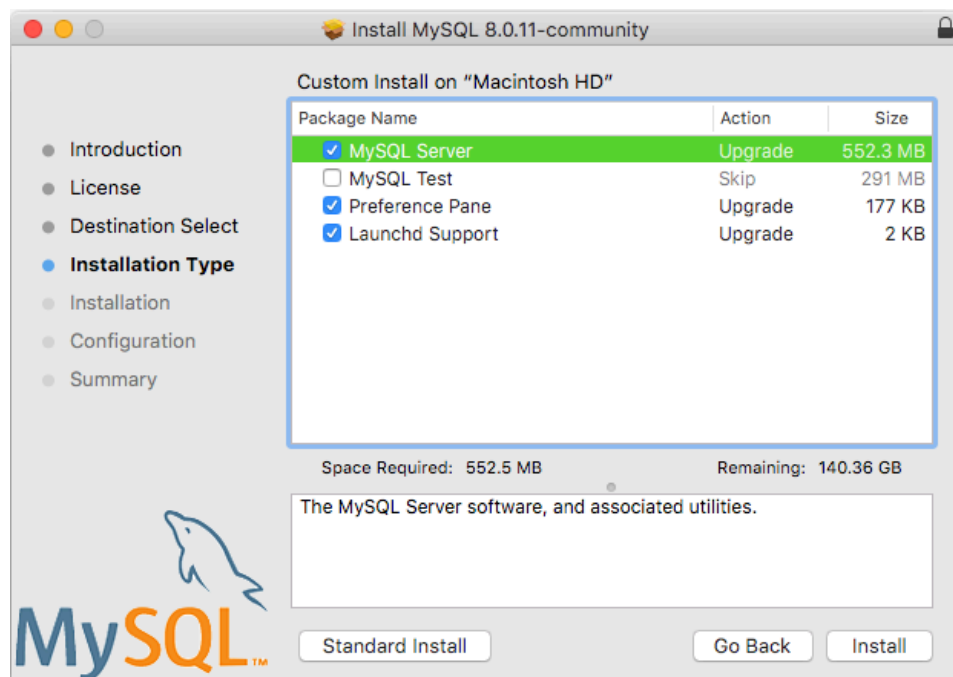 Install MySQL 8.0.11-community
Custom Install on “Macintosh HD”
Introduction
License
Destination Select
Installation Type
Installation
Configuration
Summary
Package Name Action Size
MySQL Server Upgrade 552.3 MB
MySQL Test Skip 291 MB
Preference Pane Upgrade 177 KB
Launchd Support Upgrade 2 KB
Space Required: 552.5 MB Remaining: 140.36 GB
The MySQL Server software, and associated utilities.
MySQL™
Standard Install Go Back Install